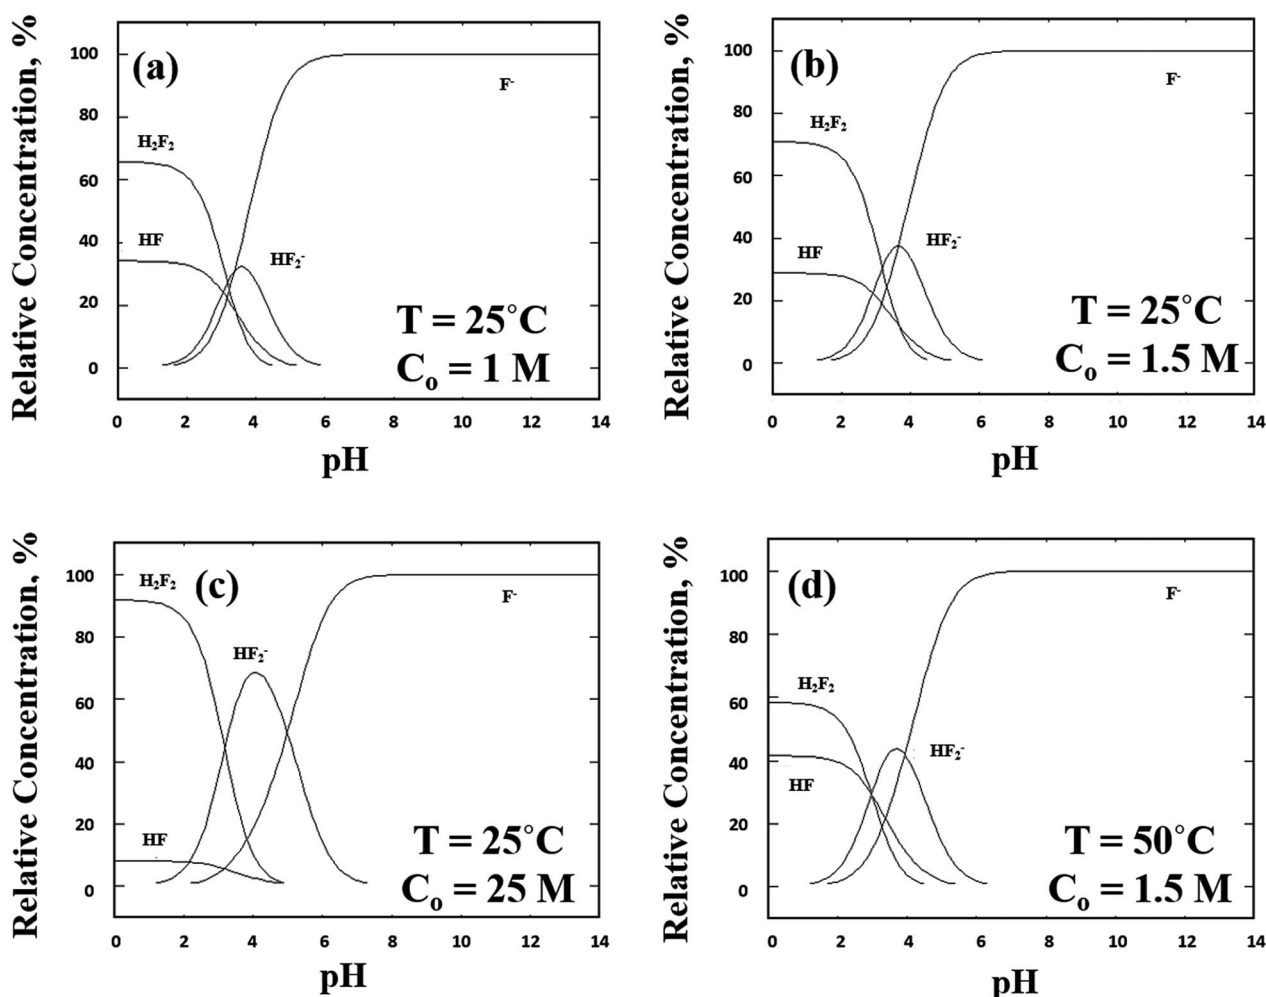 Relative Concentration, %
(a)
100
80
60
40
20
0
H₂F₂
HF
HF₂⁻
F⁻
T = 25°C
Cₒ = 1 M
0 2 4 6 8 10 12 14
pH
Relative Concentration, %
(b)
100
80
60
40
20
0
H₂F₂
HF
HF₂⁻
F⁻
T = 25°C
Cₒ = 1.5 M
0 2 4 6 8 10 12 14
pH
Relative Concentration, %
(c)
100
80
60
40
20
0
H₂F₂
HF₂⁻
HF
F⁻
T = 25°C
Cₒ = 25 M
0 2 4 6 8 10 12 14
pH
Relative Concentration, %
(d)
100
80
60
40
20
0
H₂F₂
HF
HF₂⁻
F⁻
T = 50°C
Cₒ = 1.5 M
0 2 4 6 8 10 12 14
pH